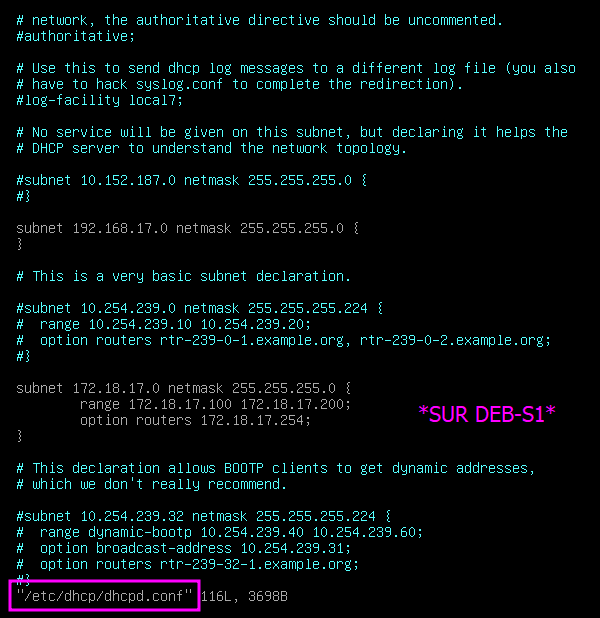 # network, the authoritative directive should be uncommented.
#authoritative;
# Use this to send dhcp log messages to a different log file (you also
# have to hack syslog.conf to complete the redirection).
#log-facility local7;
# No service will be given on this subnet, but declaring it helps the
# DHCP server to understand the network topology.
#subnet 10.152.187.0 netmask 255.255.255.0 {
#}
subnet 192.168.17.0 netmask 255.255.255.0 {
}
# This is a very basic subnet declaration.
#subnet 10.254.239.0 netmask 255.255.255.224 {
#  range 10.254.239.10 10.254.239.20;
#  option routers rtr-239-0-1.example.org, rtr-239-0-2.example.org;
#}
subnet 172.18.17.0 netmask 255.255.255.0 {
        range 172.18.17.100 172.18.17.200;
        option routers 172.18.17.254;
}
*SUR DEB-S1*
# This declaration allows BOOTP clients to get dynamic addresses,
# which we don't really recommend.
#subnet 10.254.239.32 netmask 255.255.255.224 {
#  range dynamic-bootp 10.254.239.40 10.254.239.60;
#  option broadcast-address 10.254.239.31;
#  option routers rtr-239-32-1.example.org;
#}
"/etc/dhcp/dhcpd.conf" 116L, 3698B